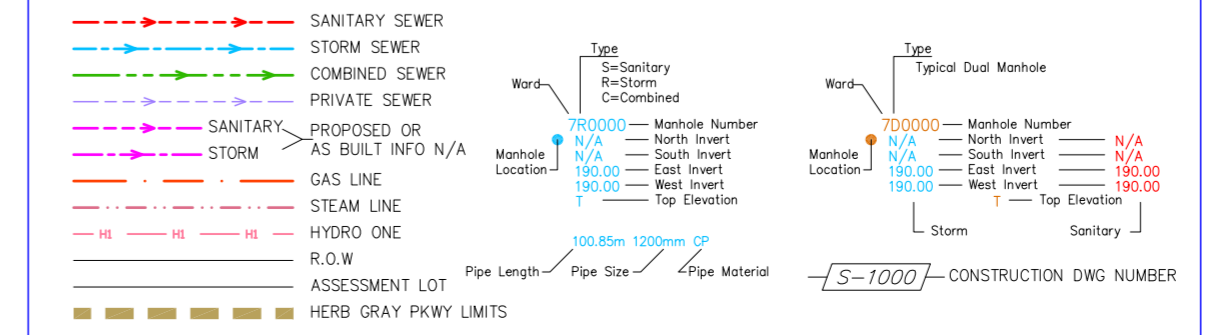 SANITARY SEWER
STORM SEWER
COMBINED SEWER
PRIVATE SEWER
SANITARY
STORM
PROPOSED OR
AS BUILT INFO N/A
GAS LINE
STEAM LINE
H1 H1 H1 HYDRO ONE
R.O.W
ASSESSMENT LOT
HERB GRAY PKWY LIMITS
Type
S=Sanitary
R=Storm
C=Combined
Ward
7R0000 Manhole Number
N/A North Invert
N/A South Invert
190.00 East Invert
190.00 West Invert
T Top Elevation
Manhole
Location
100.85m 1200mm CP
Pipe Length Pipe Size Pipe Material
Type
Typical Dual Manhole
Ward
7D0000 Manhole Number
N/A North Invert N/A
N/A South Invert N/A
190.00 East Invert 190.00
190.00 West Invert 190.00
T Top Elevation
Manhole
Location
Storm Sanitary
S-1000 CONSTRUCTION DWG NUMBER